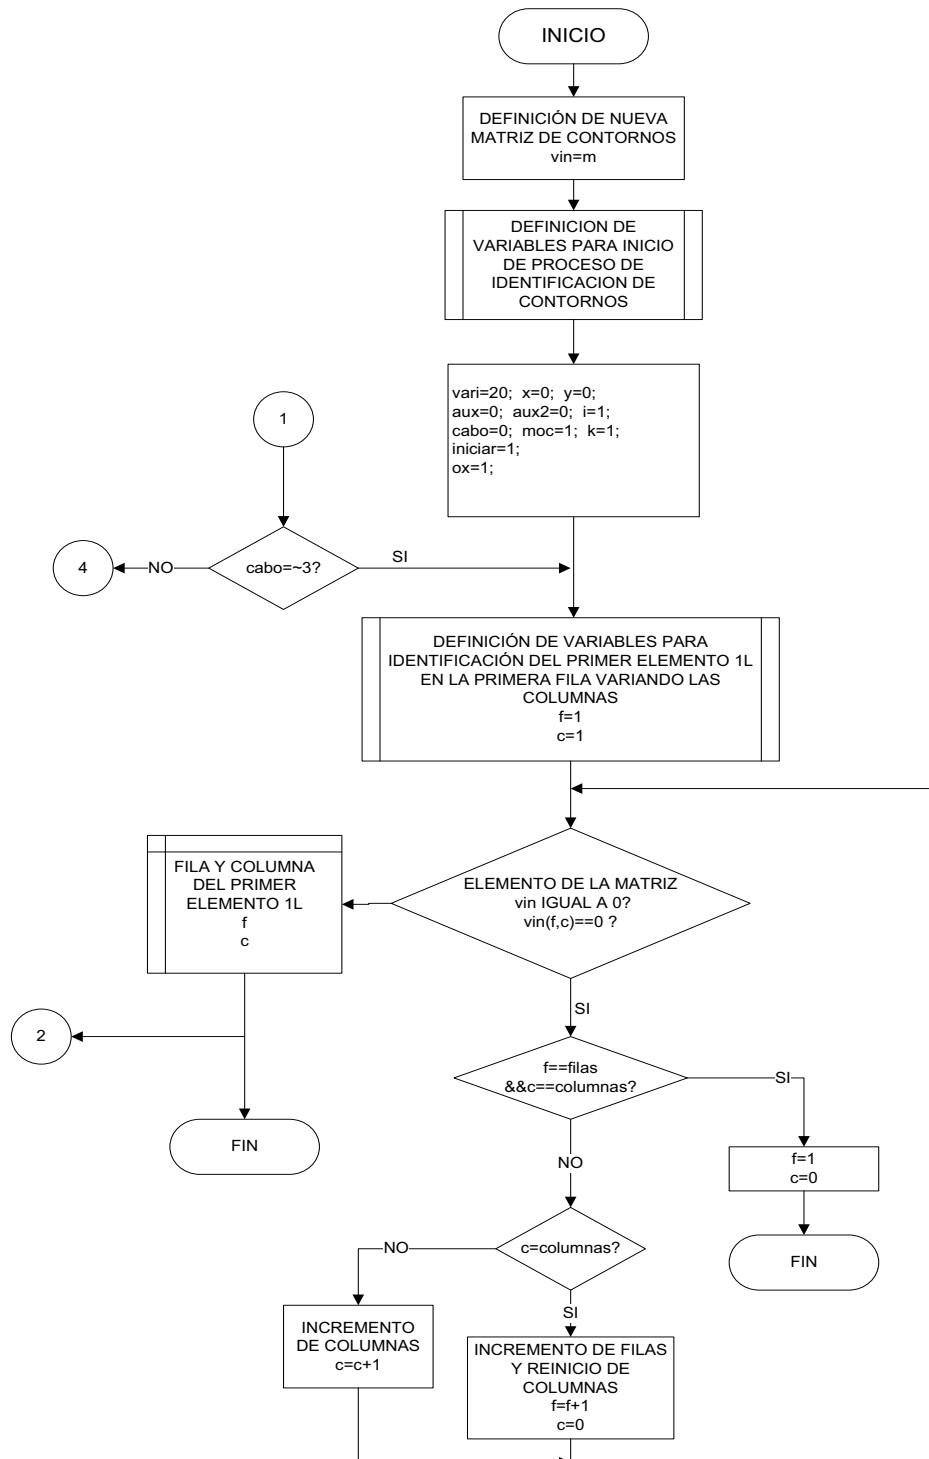 INICIO
DEFINICIÓN DE NUEVA
MATRIZ DE CONTORNOS
vin=m
DEFINICION DE
VARIABLES PARA INICIO
DE PROCESO DE
IDENTIFICACION DE
CONTORNOS
vari=20; x=0; y=0;
aux=0; aux2=0; i=1;
cabo=0; moc=1; k=1;
iniciar=1;
ox=1;
1
cabo=~3?
SI
NO
4
DEFINICIÓN DE VARIABLES PARA
IDENTIFICACIÓN DEL PRIMER ELEMENTO 1L
EN LA PRIMERA FILA VARIANDO LAS
COLUMNAS
f=1
c=1
ELEMENTO DE LA MATRIZ
vin IGUAL A 0?
vin(f,c)==0 ?
FILA Y COLUMNA
DEL PRIMER
ELEMENTO 1L
f
c
2
FIN
SI
f==filas
&&c==columnas?
SI
f=1
c=0
FIN
NO
c=columnas?
NO
INCREMENTO
DE COLUMNAS
c=c+1
SI
INCREMENTO DE FILAS
Y REINICIO DE
COLUMNAS
f=f+1
c=0